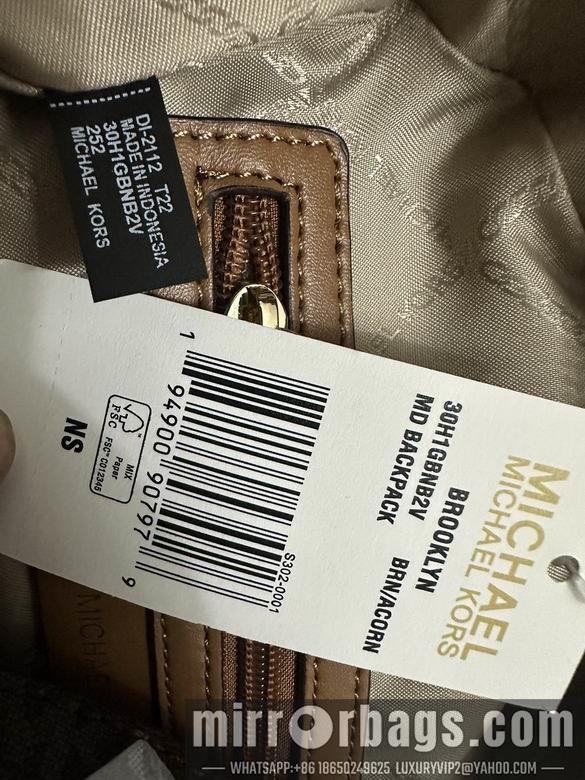 DI-2112 T22
MADE IN INDONESIA
30H1GBNB2V
252
MICHAEL KORS
MICHAEL
MICHAEL KORS
BROOKLYN
30H1GBNB2V
MD BACKPACK BRN/ACORN
S302-0001
1 94900 90797 9
FSC
MIX
Paper
FSC™ C012345
NS
MICHAE
mirrorbags.com
WHATSAPP:+86 18650249625 LUXURYVIP2@YAHOO.COM